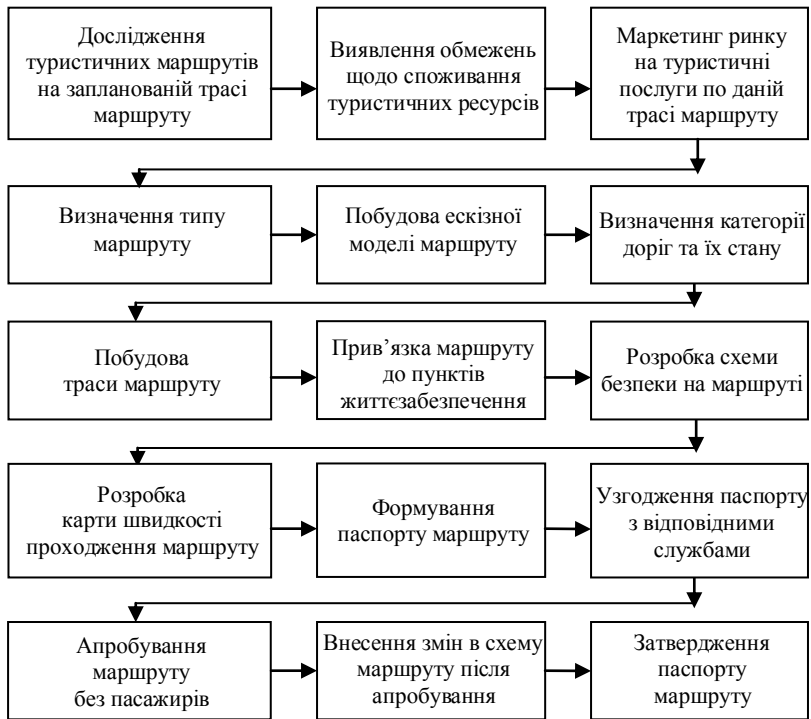 Дослідження
туристичних маршрутів
на запланованій трасі
маршруту
Виявлення обмежень
щодо споживання
туристичних ресурсів
Маркетинг ринку
на туристичні
послуги по даній
трасі маршруту
Визначення типу
маршруту
Побудова ескізної
моделі маршруту
Визначення категорії
доріг та їх стану
Побудова
траси маршруту
Прив’язка маршруту
до пунктів
життєзабезпечення
Розробка схеми
безпеки на маршруті
Розробка
карти швидкості
проходження маршруту
Формування
паспорту маршруту
Узгодження паспорту
з відповідними
службами
Апробування
маршруту
без пасажирів
Внесення змін в схему
маршруту після
апробування
Затвердження
паспорту
маршруту